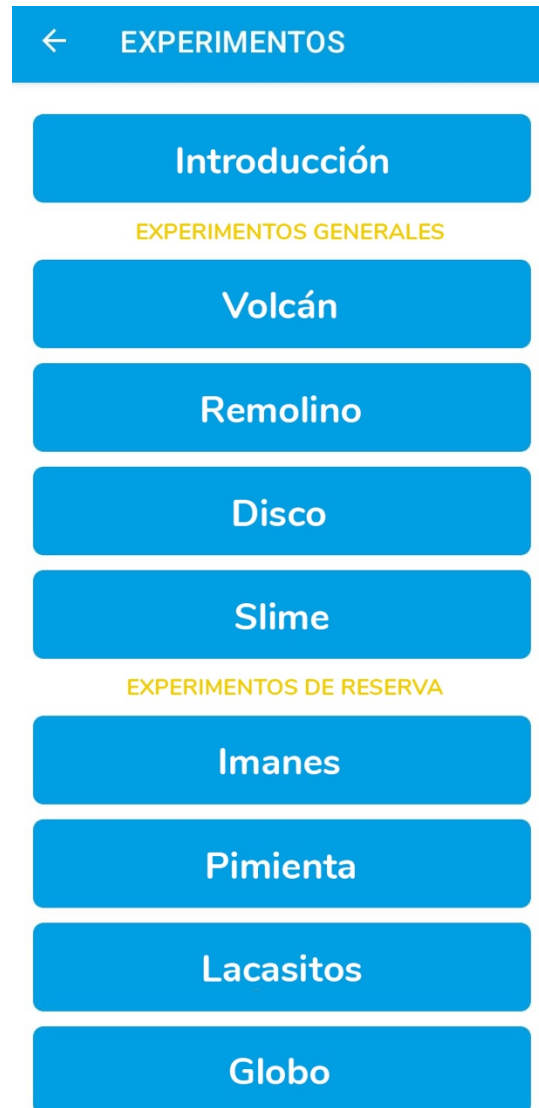 EXPERIMENTOS
Introducción
EXPERIMENTOS GENERALES
Volcán
Remolino
Disco
Slime
EXPERIMENTOS DE RESERVA
Imanes
Pimienta
Lacasitos
Globo